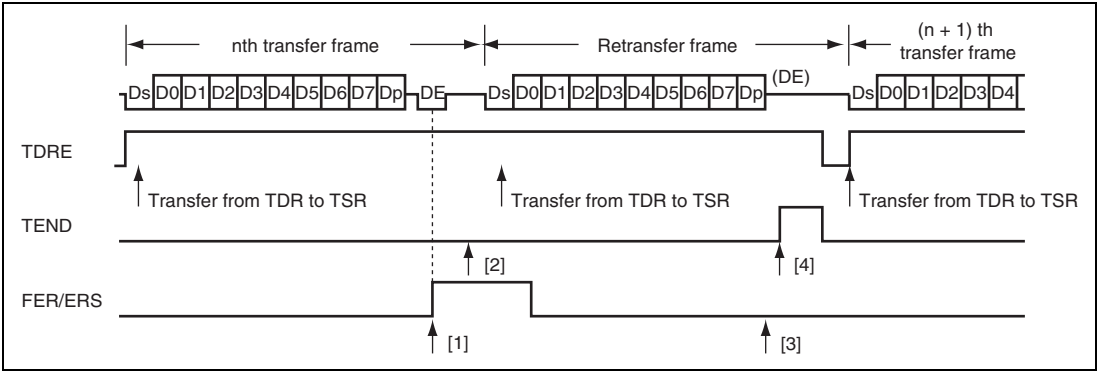 nth transfer frame
Retransfer frame
(n + 1) th
transfer frame
Ds D0 D1 D2 D3 D4 D5 D6 D7 Dp DE Ds D0 D1 D2 D3 D4 D5 D6 D7 Dp (DE) Ds D0 D1 D2 D3 D4
TDRE
Transfer from TDR to TSR Transfer from TDR to TSR Transfer from TDR to TSR
TEND
[2] [4]
FER/ERS
[1] [3]